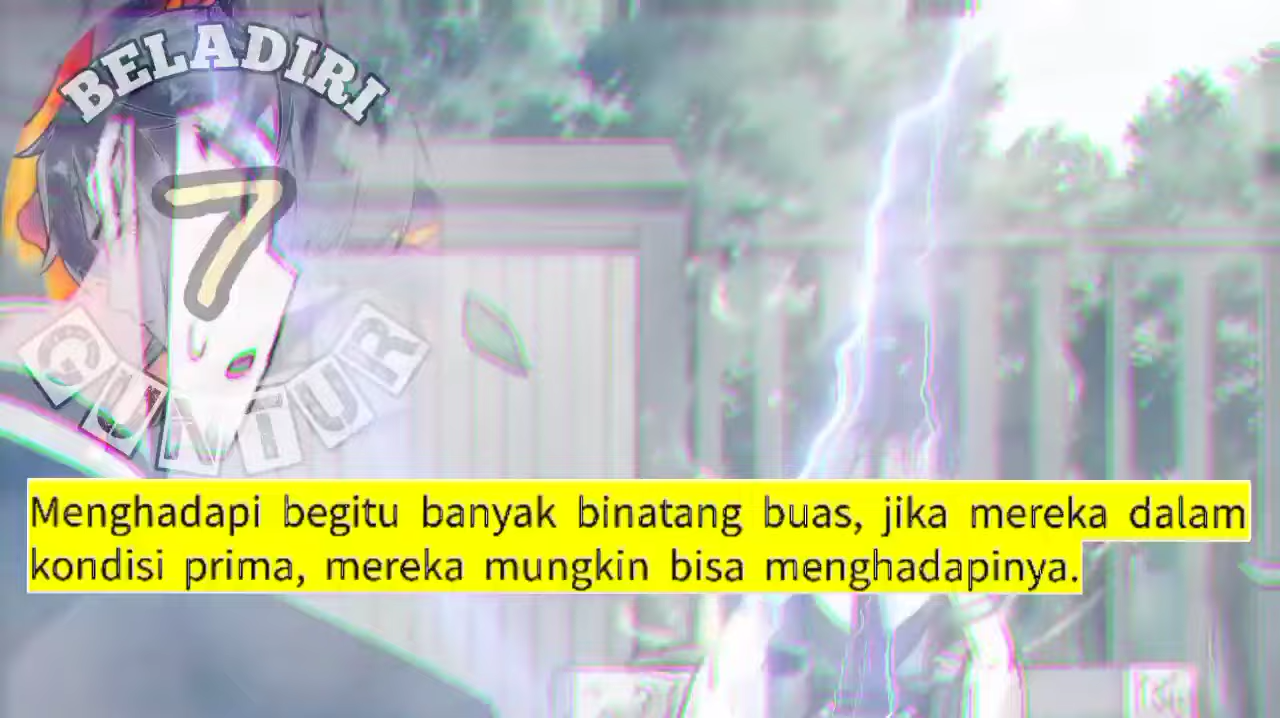 BELADIRI
7
GUNTUR
Menghadapi begitu banyak binatang buas, jika mereka dalam
kondisi prima, mereka mungkin bisa menghadapinya.